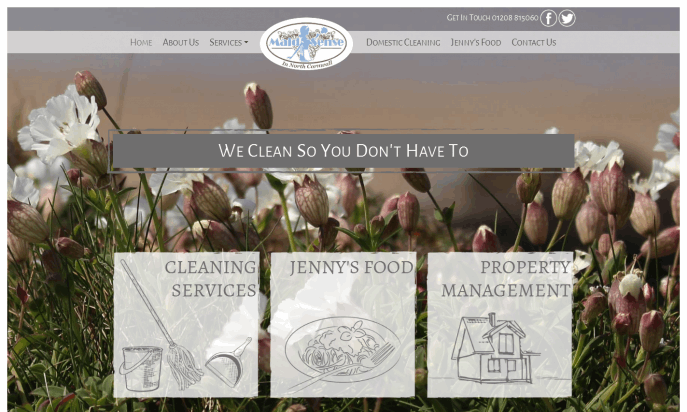 Get In Touch 01208 815060
Home About Us Services Domestic Cleaning Jenny's Food Contact Us
Maid Sense
In North Cornwall
We Clean So You Don't Have To
CLEANING
SERVICES
JENNY'S FOOD
PROPERTY
MANAGEMENT